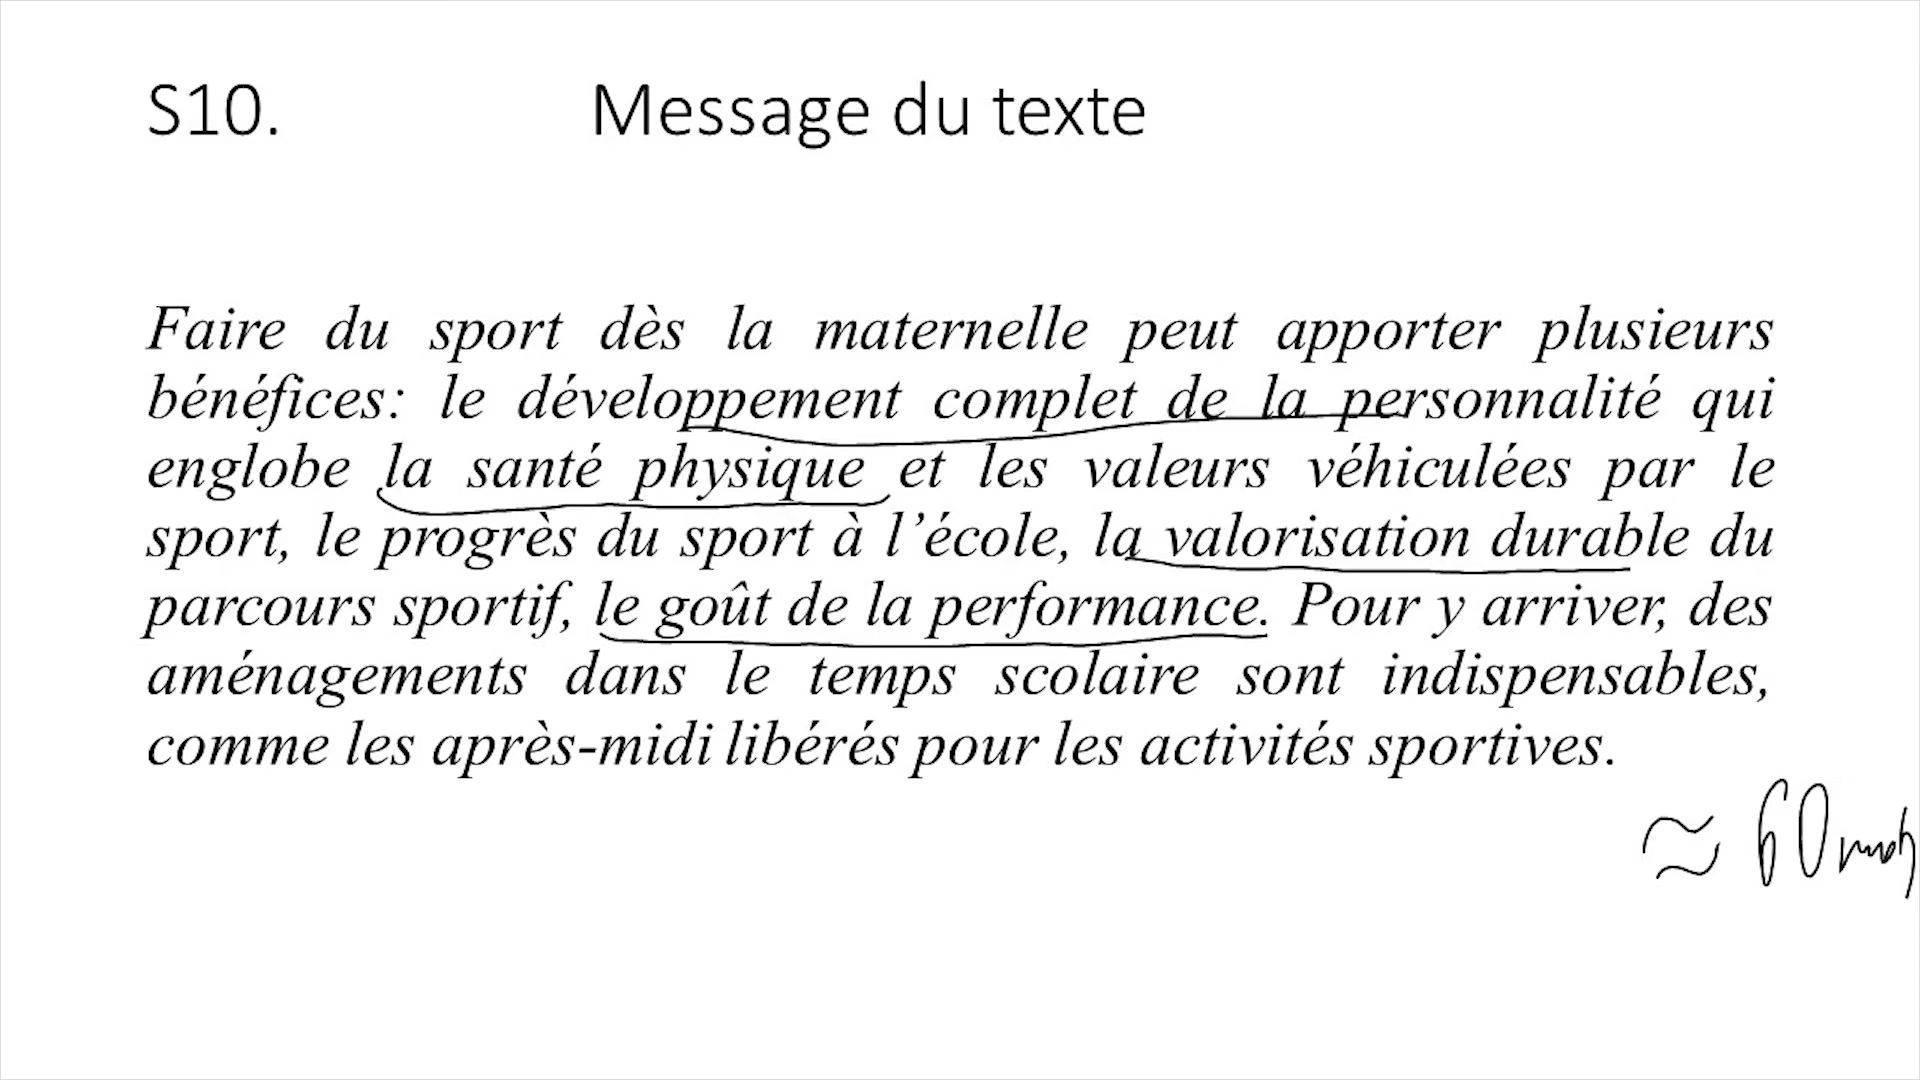 S10. Message du texte
Faire du sport dès la maternelle peut apporter plusieurs
bénéfices: le développement complet de la personnalité qui
englobe la santé physique et les valeurs véhiculées par le
sport, le progrès du sport à l’école, la valorisation durable du
parcours sportif, le goût de la performance. Pour y arriver, des
aménagements dans le temps scolaire sont indispensables,
comme les après-midi libérés pour les activités sportives.
≈ 60